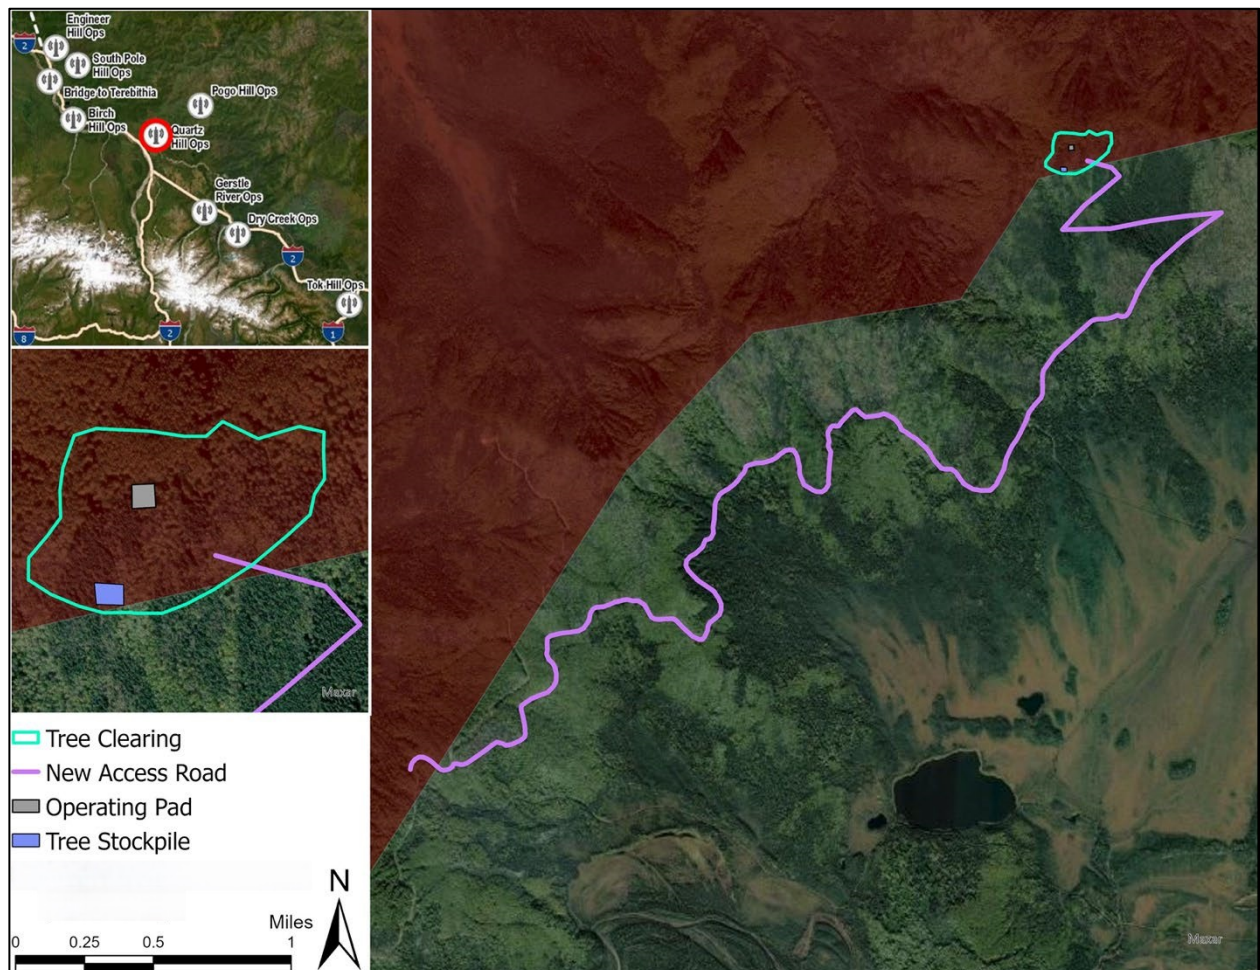 Engineer
Hill Ops
2
South Pole
Hill Ops
Bridge to Terebithia
Pogo Hill Ops
Birch
Hill Ops
Quartz
Hill Ops
Gerstle
River Ops
Dry Creek Ops
2
Tok Hill Ops
8
2
1
Maxar
Tree Clearing
New Access Road
Operating Pad
Tree Stockpile
N
Miles
0
0.25
0.5
1
Maxar